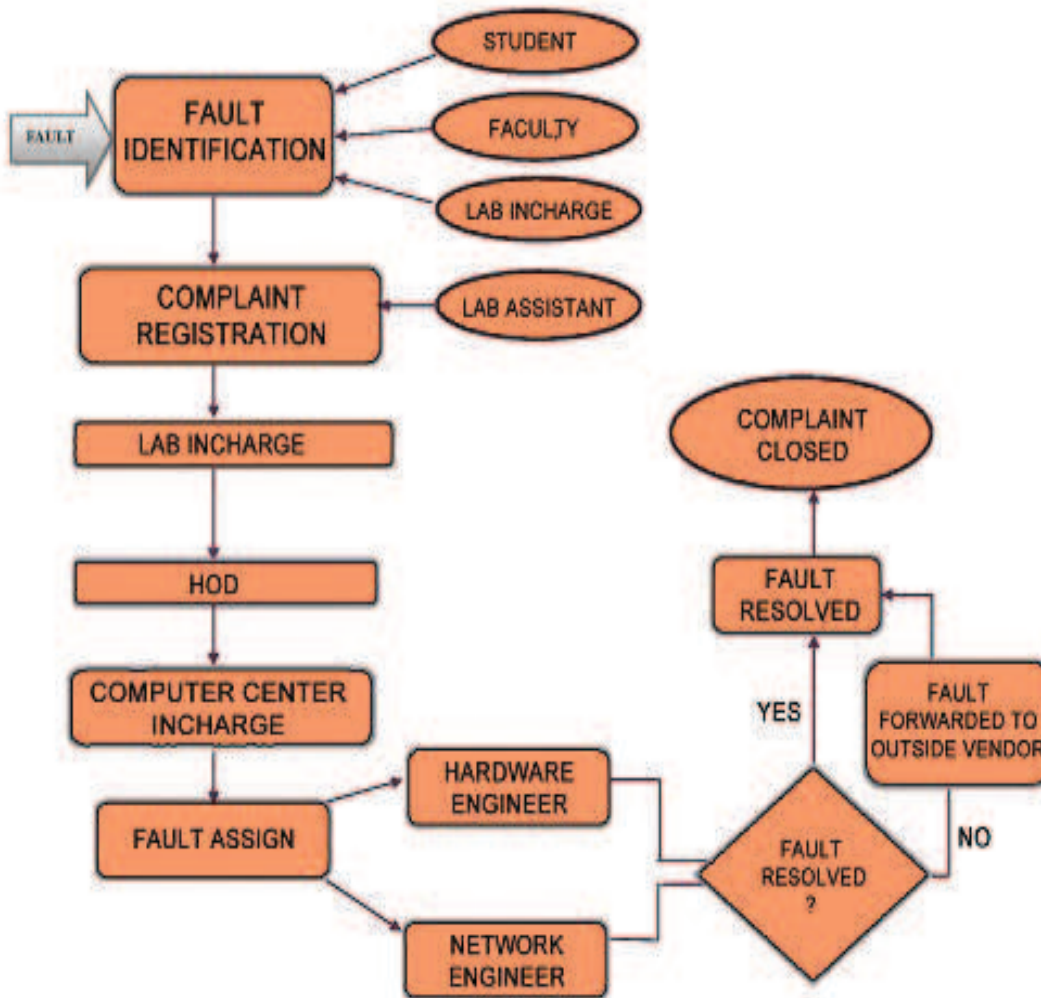 STUDENT
FAULT
FAULT
IDENTIFICATION
FACULTY
LAB INCHARGE
COMPLAINT
REGISTRATION
LAB ASSISTANT
LAB INCHARGE
COMPLAINT
CLOSED
HOD
FAULT
RESOLVED
COMPUTER CENTER
INCHARGE
YES
FAULT
FORWARDED TO
OUTSIDE VENDOR
HARDWARE
ENGINEER
FAULT ASSIGN
FAULT
RESOLVED
?
NO
NETWORK
ENGINEER